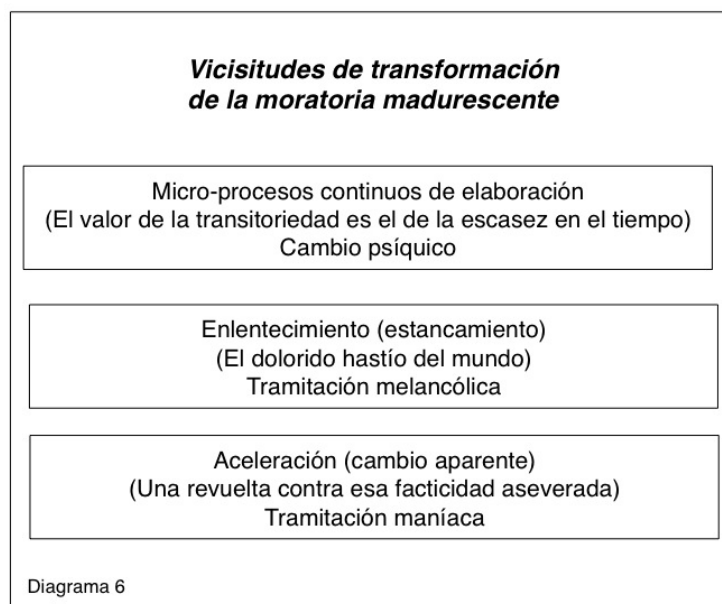 Vicisitudes de transformación
de la moratoria madurescente
Micro-procesos continuos de elaboración
(El valor de la transitoriedad es el de la escasez en el tiempo)
Cambio psíquico
Enlentecimiento (estancamiento)
(El dolorido hastío del mundo)
Tramitación melancólica
Aceleración (cambio aparente)
(Una revuelta contra esa facticidad aseverada)
Tramitación maníaca
Diagrama 6